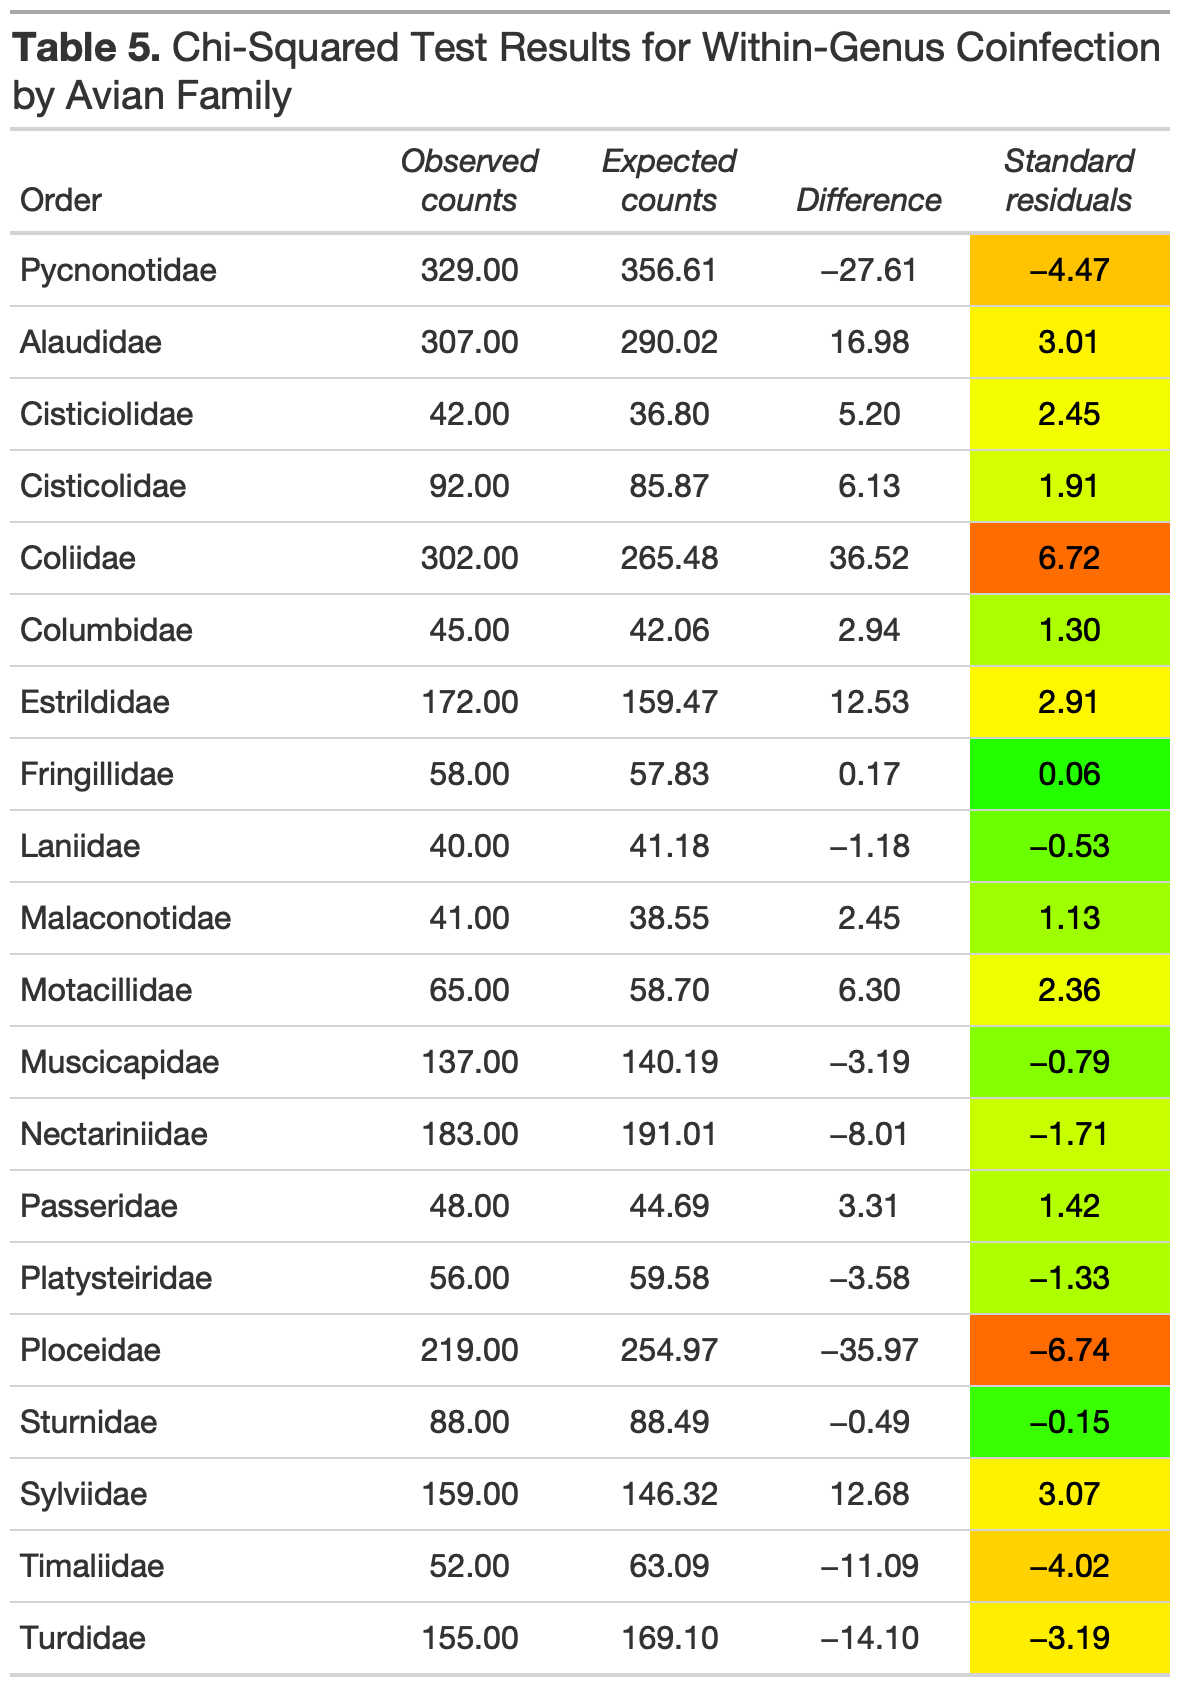 Table 5. Chi-Squared Test Results for Within-Genus Coinfection
by Avian Family
Order Observed counts Expected counts Difference Standard residuals
Pycnonotidae 329.00 356.61 −27.61 −4.47
Alaudidae 307.00 290.02 16.98 3.01
Cisticiolidae 42.00 36.80 5.20 2.45
Cisticolidae 92.00 85.87 6.13 1.91
Coliidae 302.00 265.48 36.52 6.72
Columbidae 45.00 42.06 2.94 1.30
Estrildidae 172.00 159.47 12.53 2.91
Fringillidae 58.00 57.83 0.17 0.06
Laniidae 40.00 41.18 −1.18 −0.53
Malaconotidae 41.00 38.55 2.45 1.13
Motacillidae 65.00 58.70 6.30 2.36
Muscicapidae 137.00 140.19 −3.19 −0.79
Nectariniidae 183.00 191.01 −8.01 −1.71
Passeridae 48.00 44.69 3.31 1.42
Platysteiridae 56.00 59.58 −3.58 −1.33
Ploceidae 219.00 254.97 −35.97 −6.74
Sturnidae 88.00 88.49 −0.49 −0.15
Sylviidae 159.00 146.32 12.68 3.07
Timaliidae 52.00 63.09 −11.09 −4.02
Turdidae 155.00 169.10 −14.10 −3.19